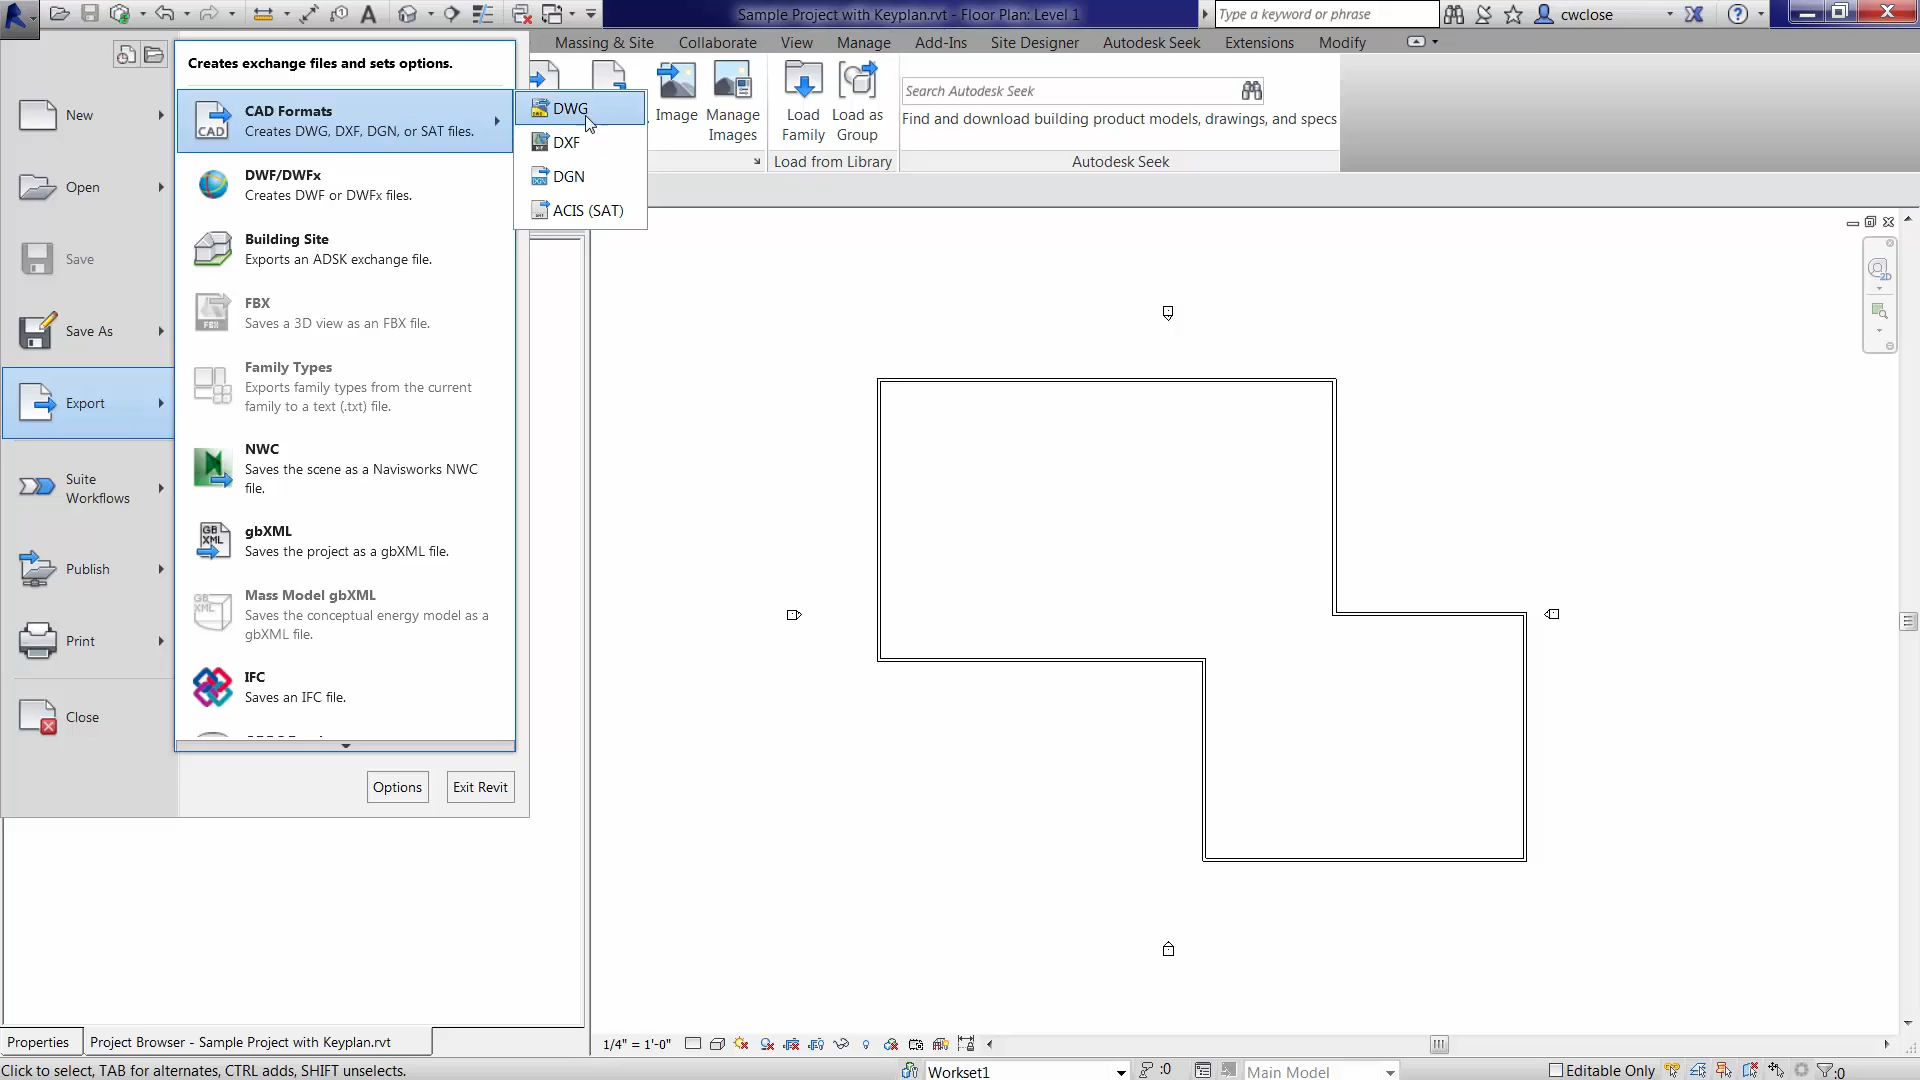 Sample Project with Keyplan.rvt - Floor Plan: Level 1
Type a keyword or phrase
cwclose
Massing & Site
Collaborate
View
Manage
Add-Ins
Site Designer
Autodesk Seek
Extensions
Modify
Creates exchange files and sets options.
New
Open
Save
Save As
Export
Suite
Workflows
Publish
Print
Close
CAD
CAD Formats
Creates DWG, DXF, DGN, or SAT files.
DWF/DWFx
Creates DWF or DWFx files.
Building Site
Exports an ADSK exchange file.
FBX
FBX
Saves a 3D view as an FBX file.
Family Types
Exports family types from the current
family to a text (.txt) file.
NWC
Saves the scene as a Navisworks NWC
file.
GB
XML
gbXML
Saves the project as a gbXML file.
GB
XML
Mass Model gbXML
Saves the conceptual energy model as a
gbXML file.
IFC
Saves an IFC file.
Options
Exit Revit
DWG
DXF
DGN
ACIS (SAT)
Image
Manage
Images
Load
Family
Load as
Group
Load from Library
Search Autodesk Seek
Find and download building product models, drawings, and specs
Autodesk Seek
2D
Properties
Project Browser - Sample Project with Keyplan.rvt
1/4" = 1'-0"
Click to select, TAB for alternates, CTRL adds, SHIFT unselects.
Workset1
:0
Main Model
Editable Only
:0